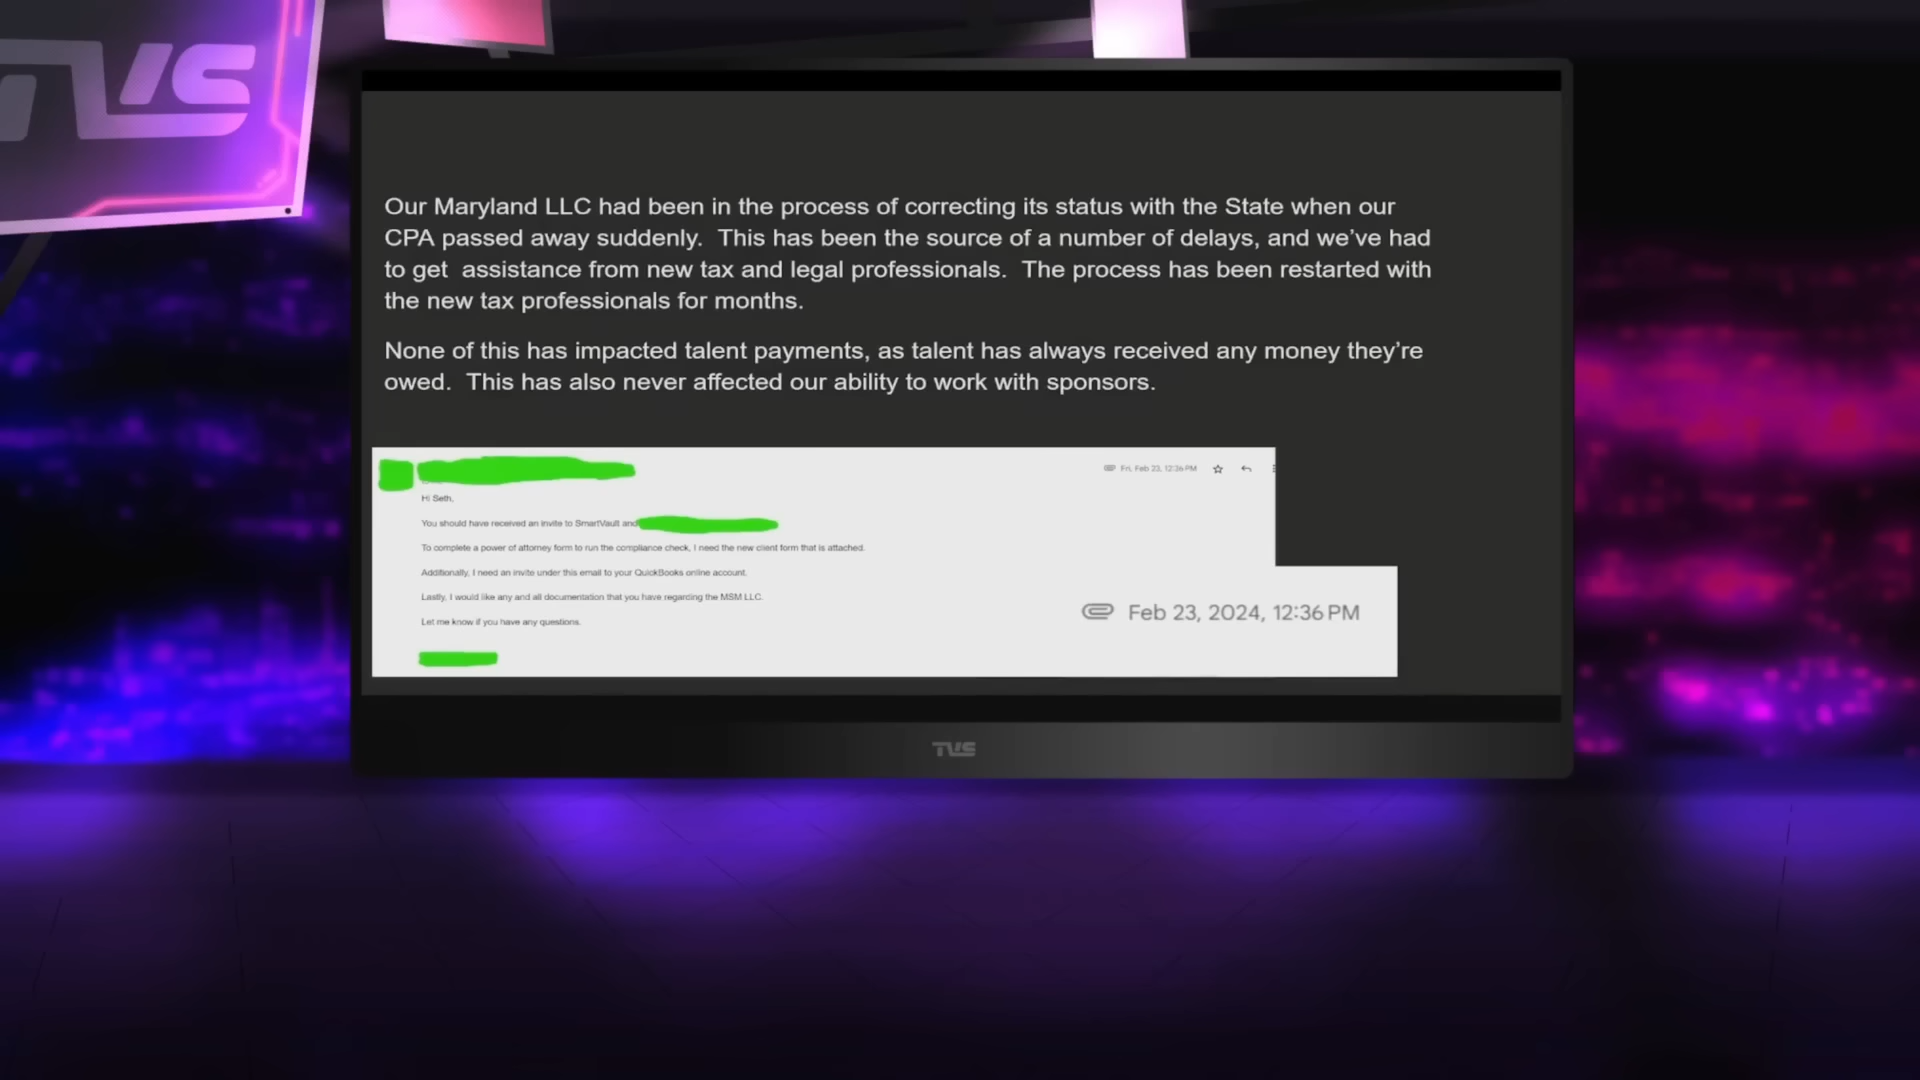 TVS
Our Maryland LLC had been in the process of correcting its status with the State when our
CPA passed away suddenly.  This has been the source of a number of delays, and we’ve had
to get  assistance from new tax and legal professionals.  The process has been restarted with
the new tax professionals for months.
None of this has impacted talent payments, as talent has always received any money they’re
owed.  This has also never affected our ability to work with sponsors.
Fri, Feb 23, 12:36 PM
Hi Seth,
You should have received an invite to SmartVault and
To complete a power of attorney form to run the compliance check, I need the new client form that is attached.
Additionally, I need an invite under this email to your QuickBooks online account.
Lastly, I would like any and all documentation that you have regarding the MSM LLC.
Feb 23, 2024, 12:36 PM
Let me know if you have any questions.
TVS